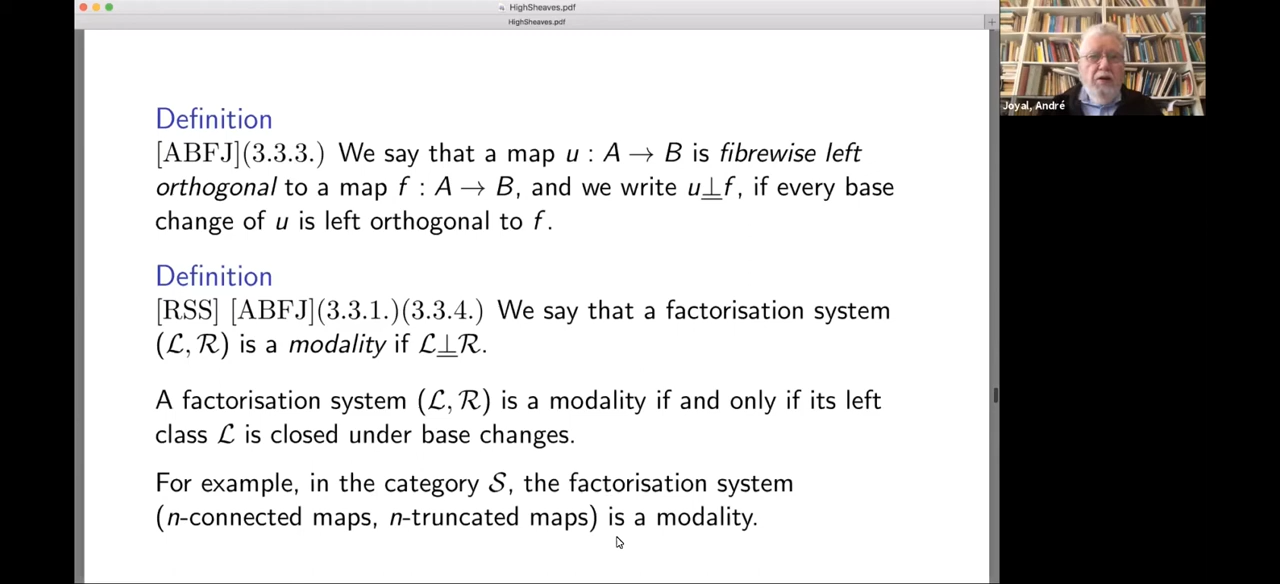 HighSheaves.pdf
HighSheaves.pdf
Definition
[ABFJ](3.3.3.) We say that a map u : A → B is fibrewise left
orthogonal to a map f : A → B, and we write u⊥f, if every base
change of u is left orthogonal to f.
Definition
[RSS] [ABFJ](3.3.1.)(3.3.4.) We say that a factorisation system
(ℒ, ℛ) is a modality if ℒ⊥ℛ.
A factorisation system (ℒ, ℛ) is a modality if and only if its left
class ℒ is closed under base changes.
For example, in the category 𝒮, the factorisation system
(n-connected maps, n-truncated maps) is a modality.
Joyal, André